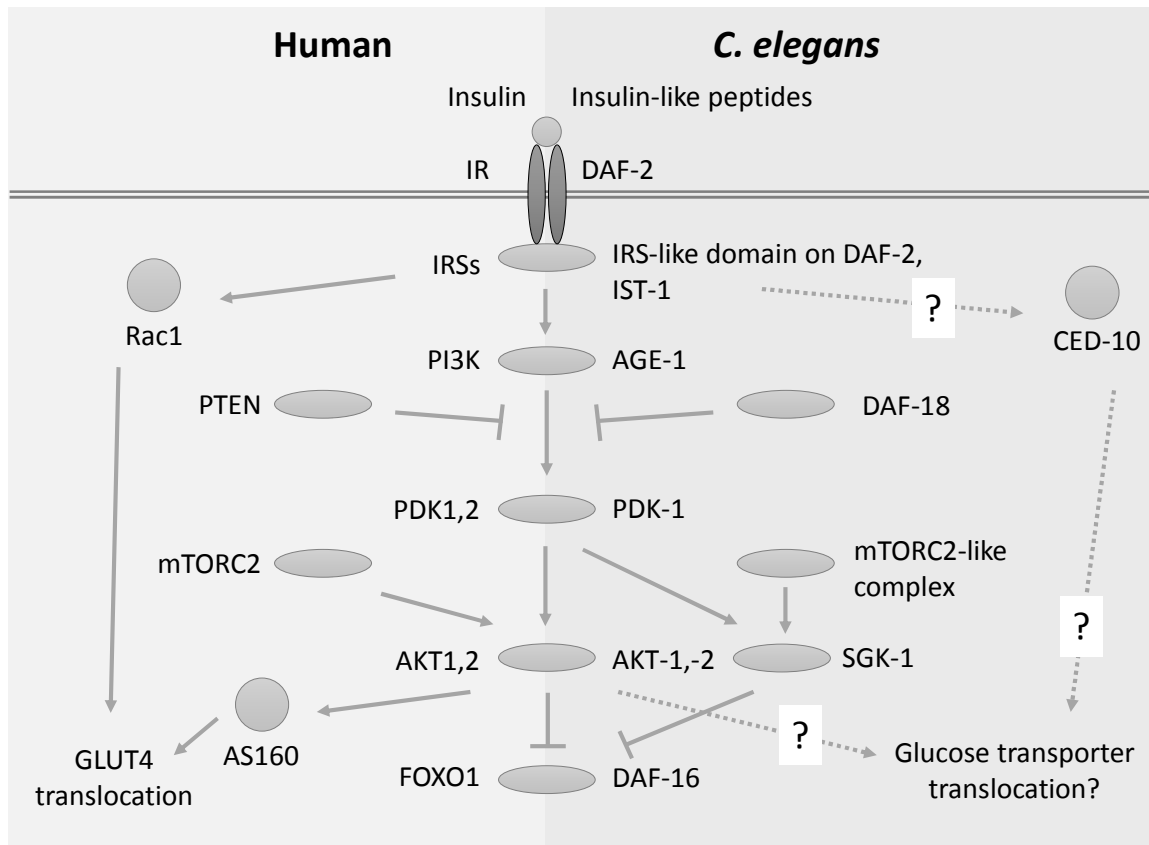 Human
C. elegans
Insulin
Insulin-like peptides
IR
DAF-2
IRSs
IRS-like domain on DAF-2,
IST-1
?
Rac1
CED-10
PI3K
AGE-1
PTEN
DAF-18
PDK1,2
PDK-1
mTORC2
mTORC2-like
complex
?
AKT1,2
AKT-1,-2
SGK-1
?
AS160
GLUT4
translocation
FOXO1
DAF-16
Glucose transporter
translocation?